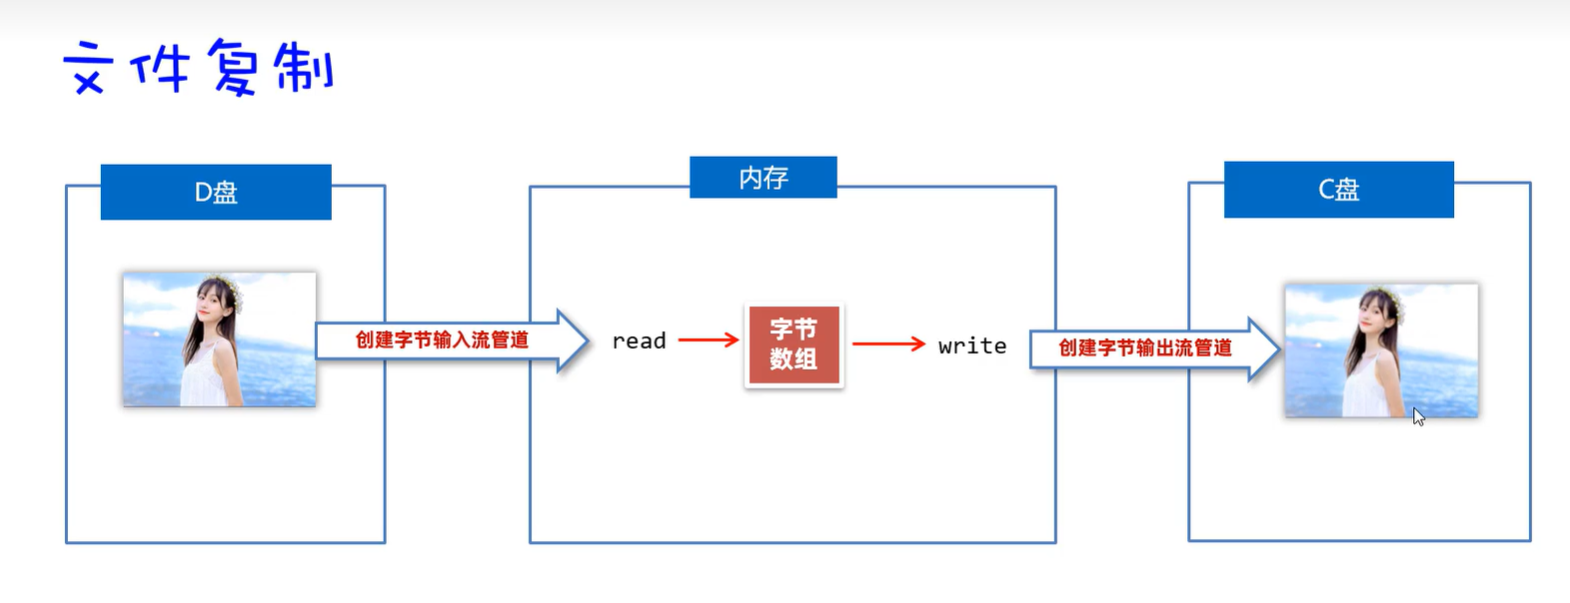 文件复制
D盘
内存
C盘
创建字节输入流管道
read
字节
数组
write
创建字节输出流管道